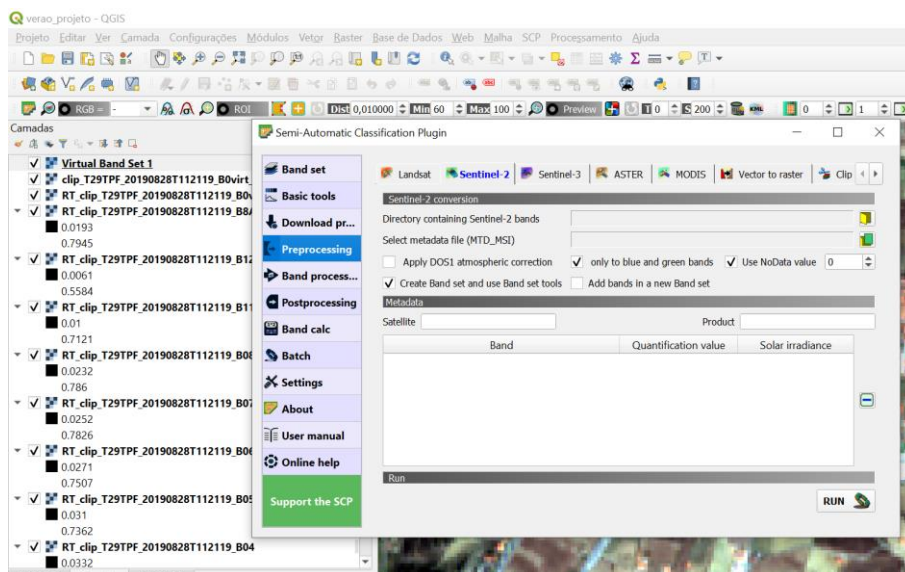 verao_projeto - QGIS
Projeto Editar Ver Camada Configurações Módulos Vetor Raster Base de Dados Web Malha SCP Processamento Ajuda
RGB = - ROI Dist 0,010000 Min 60 Max 100 Preview T 0 S 200 KML 0 1
Camadas
Virtual Band Set 1
clip_T29TPF_20190828T112119_B0virt_
RT_clip_T29TPF_20190828T112119_B0v
RT_clip_T29TPF_20190828T112119_B8A
0.0193
0.7945
RT_clip_T29TPF_20190828T112119_B12
0.0061
0.5584
RT_clip_T29TPF_20190828T112119_B11
0.01
0.7121
RT_clip_T29TPF_20190828T112119_B08
0.0232
0.786
RT_clip_T29TPF_20190828T112119_B07
0.0252
0.7826
RT_clip_T29TPF_20190828T112119_B06
0.0271
0.7507
RT_clip_T29TPF_20190828T112119_B05
0.031
0.7362
RT_clip_T29TPF_20190828T112119_B04
0.0332
Semi-Automatic Classification Plugin
Band set
Basic tools
Download pr...
Preprocessing
Band process...
Postprocessing
Band calc
Batch
Settings
About
User manual
Online help
Support the SCP
Landsat Sentinel-2 Sentinel-3 ASTER MODIS Vector to raster Clip
Sentinel-2 conversion
Directory containing Sentinel-2 bands
Select metadata file (MTD_MSI)
Apply DOS1 atmospheric correction only to blue and green bands Use NoData value 0
Create Band set and use Band set tools Add bands in a new Band set
Metadata
Satellite Product
Band Quantification value Solar irradiance
Run
RUN